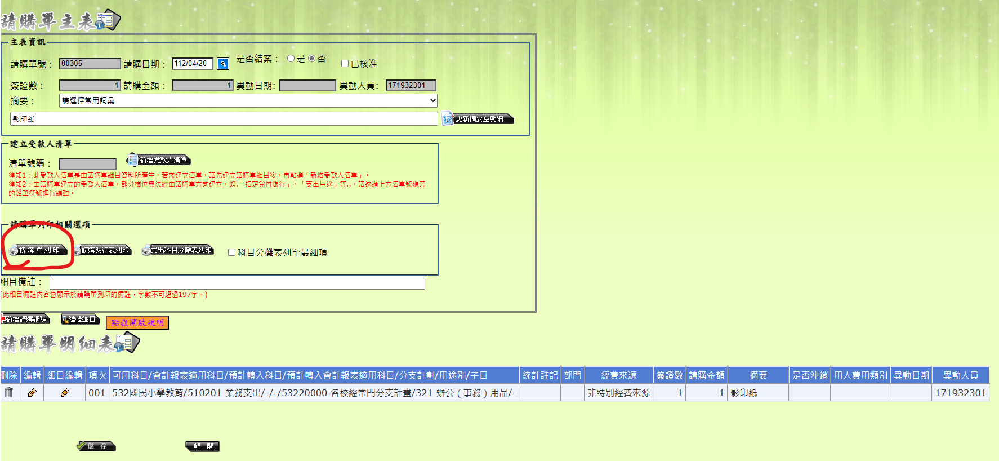 請購單主表
主表資訊
請購單號： 00305 請購日期： 112/04/20 是否結案： 是 否 已核准
簽證數： 1 請購金額： 1 異動日期: 異動人員: 171932301
摘要： 請選擇常用詞彙
影印紙 更新摘要至明細
建立受款人清單
清單號碼： 新增受款人清單
須知1：此受款人清單是由請購單細目資料所產生，若需建立清單，請先建立請購單細目後，再點選「新增受款人清單」。
須知2：由請購單建立的受款人清單，部分欄位無法經由請購單方式建立，如.「指定兌付銀行」、「支出用途」等..，請透過上方清單號碼旁
的鉛筆符號進行編輯。
請購單列印相關選項
請購單列印 請購明細表列印 支出科目分攤表列印 科目分攤表列至最細項
細目備註：
(此細目備註內容會顯示於請購單列印的備註，字數不可超過197字。)
新增請購細項 編輯細目 點我開啟說明
請購單明細表
刪除 編輯 細目編輯 項次 可用科目/會計報表適用科目/預計轉入科目/預計轉入會計報表適用科目/分支計劃/用途別/子目 統計註記 部門 經費來源 簽證數 請購金額 摘要 是否沖銷 用人費用類別 異動日期 異動人員
001 532國民小學教育/510201 業務支出/-/-/53220000 各校經常門分支計畫/321 辦公（事務）用品/- 非特別經費來源 1 1 影印紙 171932301
儲 存 離 開